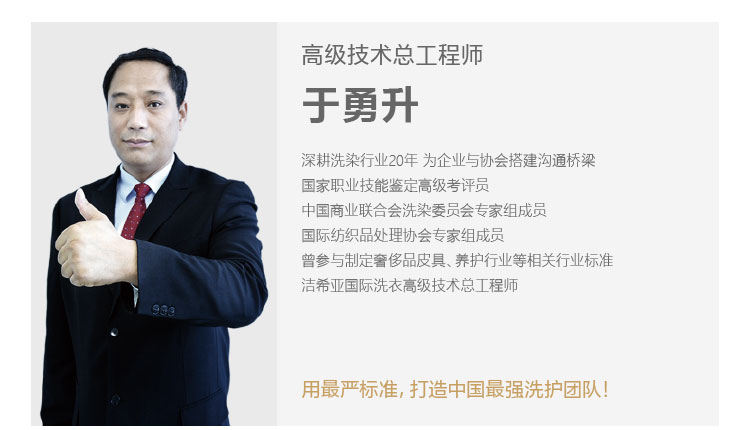 高级技术总工程师
于勇升
深耕洗染行业20年 为企业与协会搭建沟通桥梁
国家职业技能鉴定高级考评员
中国商业联合会洗染委员会专家组成员
国际纺织品处理协会专家组成员
曾参与制定奢侈品皮具、养护行业等相关行业标准
洁希亚国际洗衣高级技术总工程师
用最严标准, 打造中国最强洗护团队!